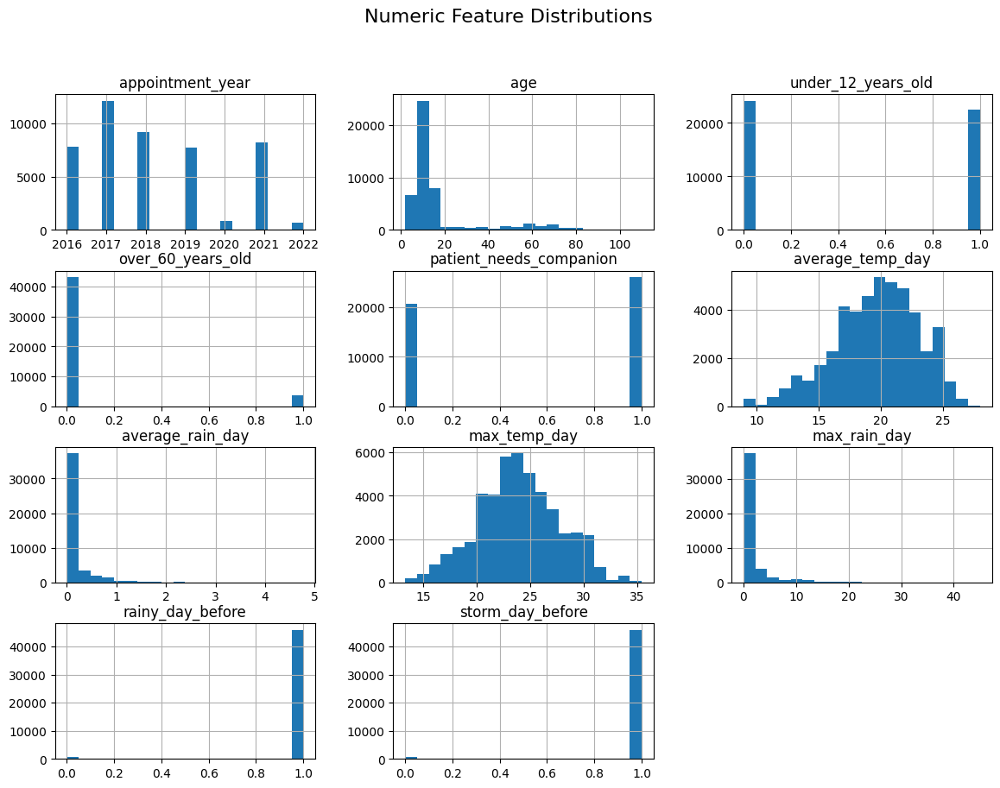 Numeric Feature Distributions
appointment_year
10000
5000
0
2016 2017 2018 2019 2020 2021 2022
age
20000
10000
0
0 20 40 60 80 100
under_12_years_old
20000
10000
0
0.0 0.2 0.4 0.6 0.8 1.0
over_60_years_old
40000
30000
20000
10000
0
0.0 0.2 0.4 0.6 0.8 1.0
patient_needs_companion
20000
10000
0
0.0 0.2 0.4 0.6 0.8 1.0
average_temp_day
4000
2000
0
10 15 20 25
average_rain_day
30000
20000
10000
0
0 1 2 3 4 5
max_temp_day
6000
4000
2000
0
15 20 25 30 35
max_rain_day
30000
20000
10000
0
0 10 20 30 40
rainy_day_before
40000
30000
20000
10000
0
0.0 0.2 0.4 0.6 0.8 1.0
storm_day_before
40000
30000
20000
10000
0
0.0 0.2 0.4 0.6 0.8 1.0